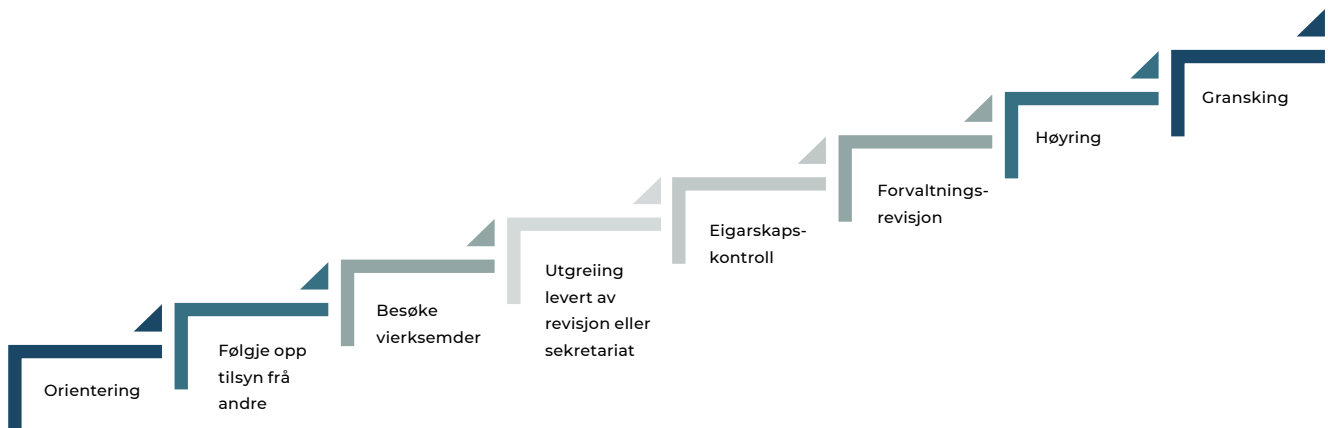 Orientering
Følgje opp
tilsyn frå
andre
Besøke
vierksemder
Utgreiing
levert av
revisjon eller
sekretariat
Eigarskaps-
kontroll
Forvaltnings-
revisjon
Høyring
Gransking